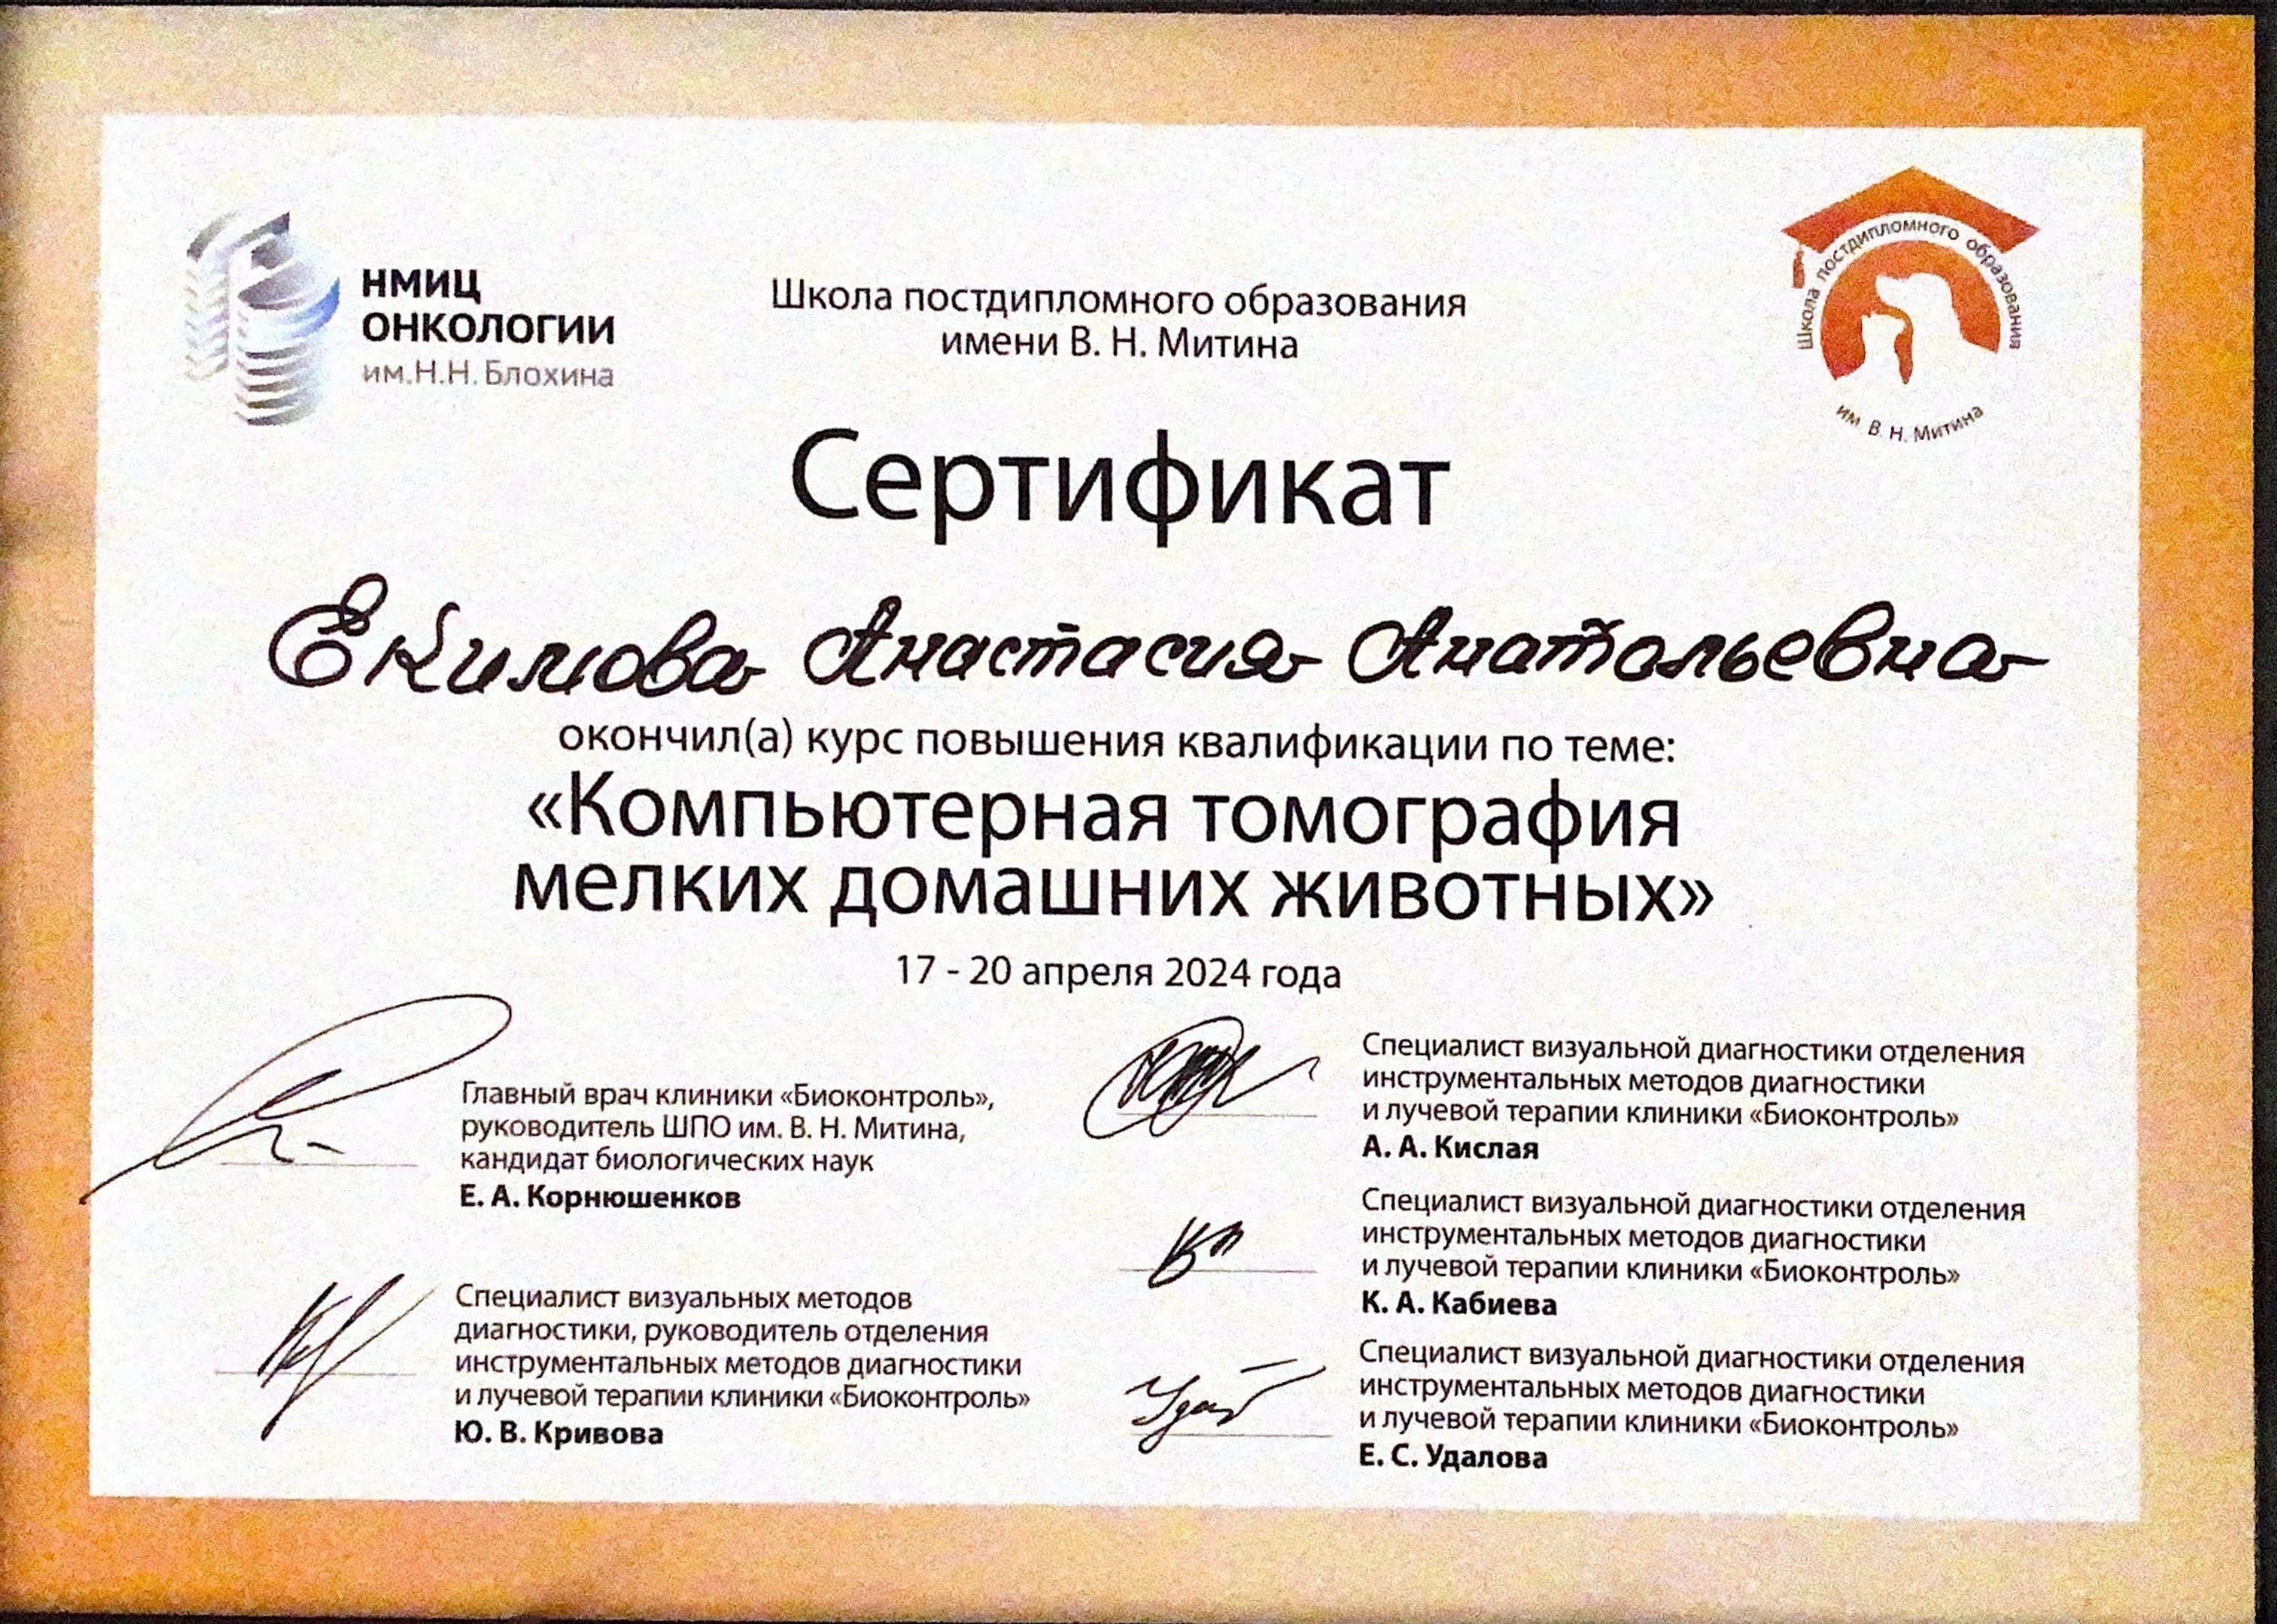 НМИЦ
ОНКОЛОГИИ
им.Н.Н. Блохина
Школа постдипломного образования
имени В. Н. Митина
Школа постдипломного образования
им. В. Н. Митина
Сертификат
Екимова Анастасия Анатольевна
окончил(а) курс повышения квалификации по теме:
«Компьютерная томография
мелких домашних животных»
17 - 20 апреля 2024 года
Главный врач клиники «Биоконтроль»,
руководитель ШПО им. В. Н. Митина,
кандидат биологических наук
Е. А. Корнюшенков
Специалист визуальных методов
диагностики, руководитель отделения
инструментальных методов диагностики
и лучевой терапии клиники «Биоконтроль»
Ю. В. Кривова
Специалист визуальной диагностики отделения
инструментальных методов диагностики
и лучевой терапии клиники «Биоконтроль»
А. А. Кислая
Специалист визуальной диагностики отделения
инструментальных методов диагностики
и лучевой терапии клиники «Биоконтроль»
К. А. Кабиева
Специалист визуальной диагностики отделения
инструментальных методов диагностики
и лучевой терапии клиники «Биоконтроль»
Е. С. Удалова